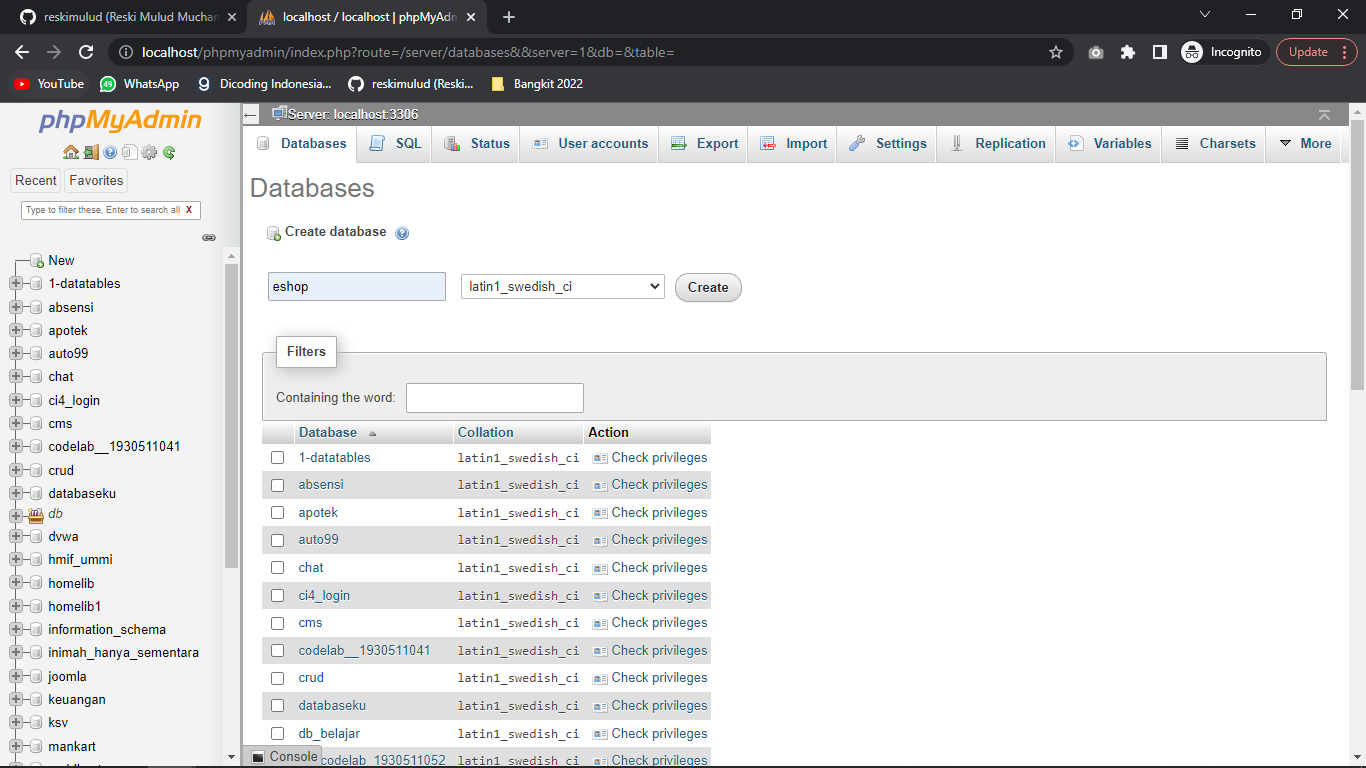 reskimulud (Reski Mulud Muchar
localhost / localhost | phpMyAdm
localhost/phpmyadmin/index.php?route=/server/databases&&server=1&db=&table=
Incognito
Update
YouTube
49
WhatsApp
Dicoding Indonesia...
reskimulud (Reski...
Bangkit 2022
phpMyAdmin
Recent
Favorites
Type to filter these, Enter to search all X
New
1-datatables
absensi
apotek
auto99
chat
ci4_login
cms
codelab__1930511041
crud
databaseku
db
dvwa
hmif_ummi
homelib
homelib1
information_schema
inimah_hanya_sementara
joomla
keuangan
ksv
mankart
Server: localhost:3306
Databases SQL Status User accounts Export Import Settings Replication Variables Charsets More
Databases
Create database
eshop latin1_swedish_ci Create
Filters
Containing the word:
Database Collation Action
1-datatables latin1_swedish_ci Check privileges
absensi latin1_swedish_ci Check privileges
apotek latin1_swedish_ci Check privileges
auto99 latin1_swedish_ci Check privileges
chat latin1_swedish_ci Check privileges
ci4_login latin1_swedish_ci Check privileges
cms latin1_swedish_ci Check privileges
codelab__1930511041 latin1_swedish_ci Check privileges
crud latin1_swedish_ci Check privileges
databaseku latin1_swedish_ci Check privileges
db_belajar latin1_swedish_ci Check privileges
codelab_1930511052 latin1_swedish_ci Check privileges
Console